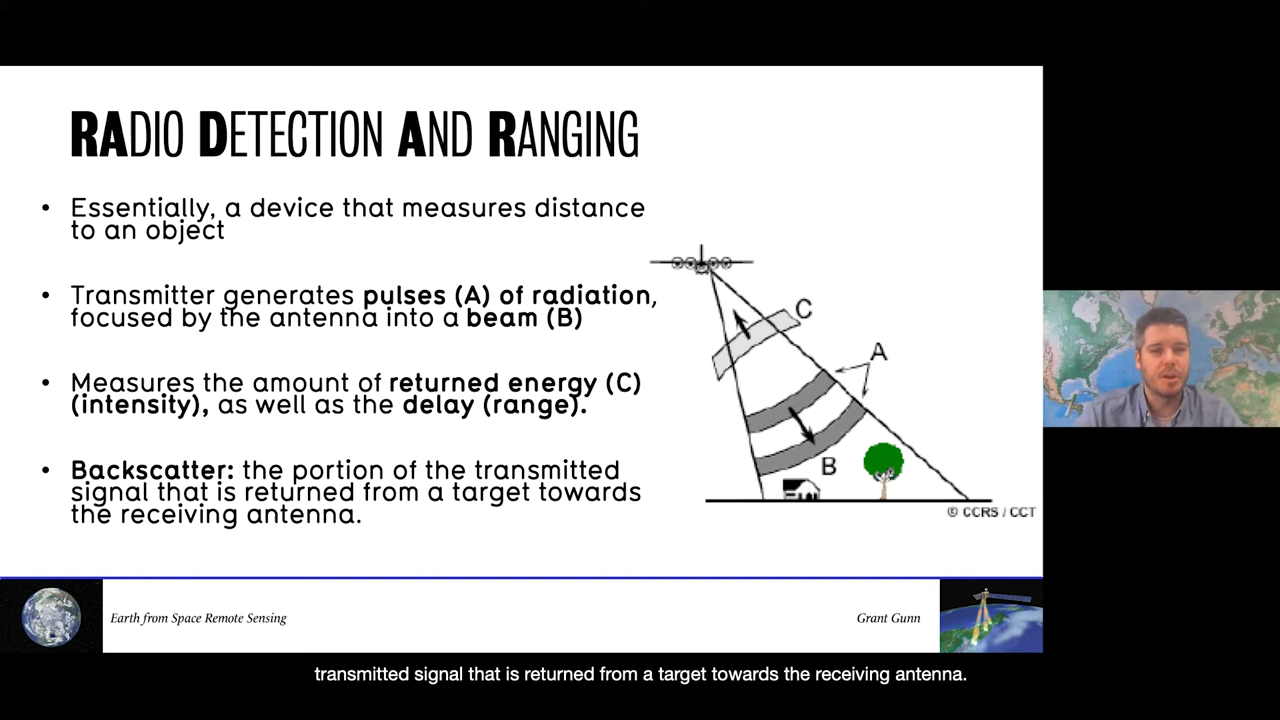 RADIO DETECTION AND RANGING
• Essentially, a device that measures distance
to an object
• Transmitter generates pulses (A) of radiation,
focused by the antenna into a beam (B)
• Measures the amount of returned energy (C)
(intensity), as well as the delay (range).
• Backscatter: the portion of the transmitted
signal that is returned from a target towards
the receiving antenna.
C
A
B
© CCRS / CCT
Earth from Space Remote Sensing
Grant Gunn
transmitted signal that is returned from a target towards the receiving antenna.